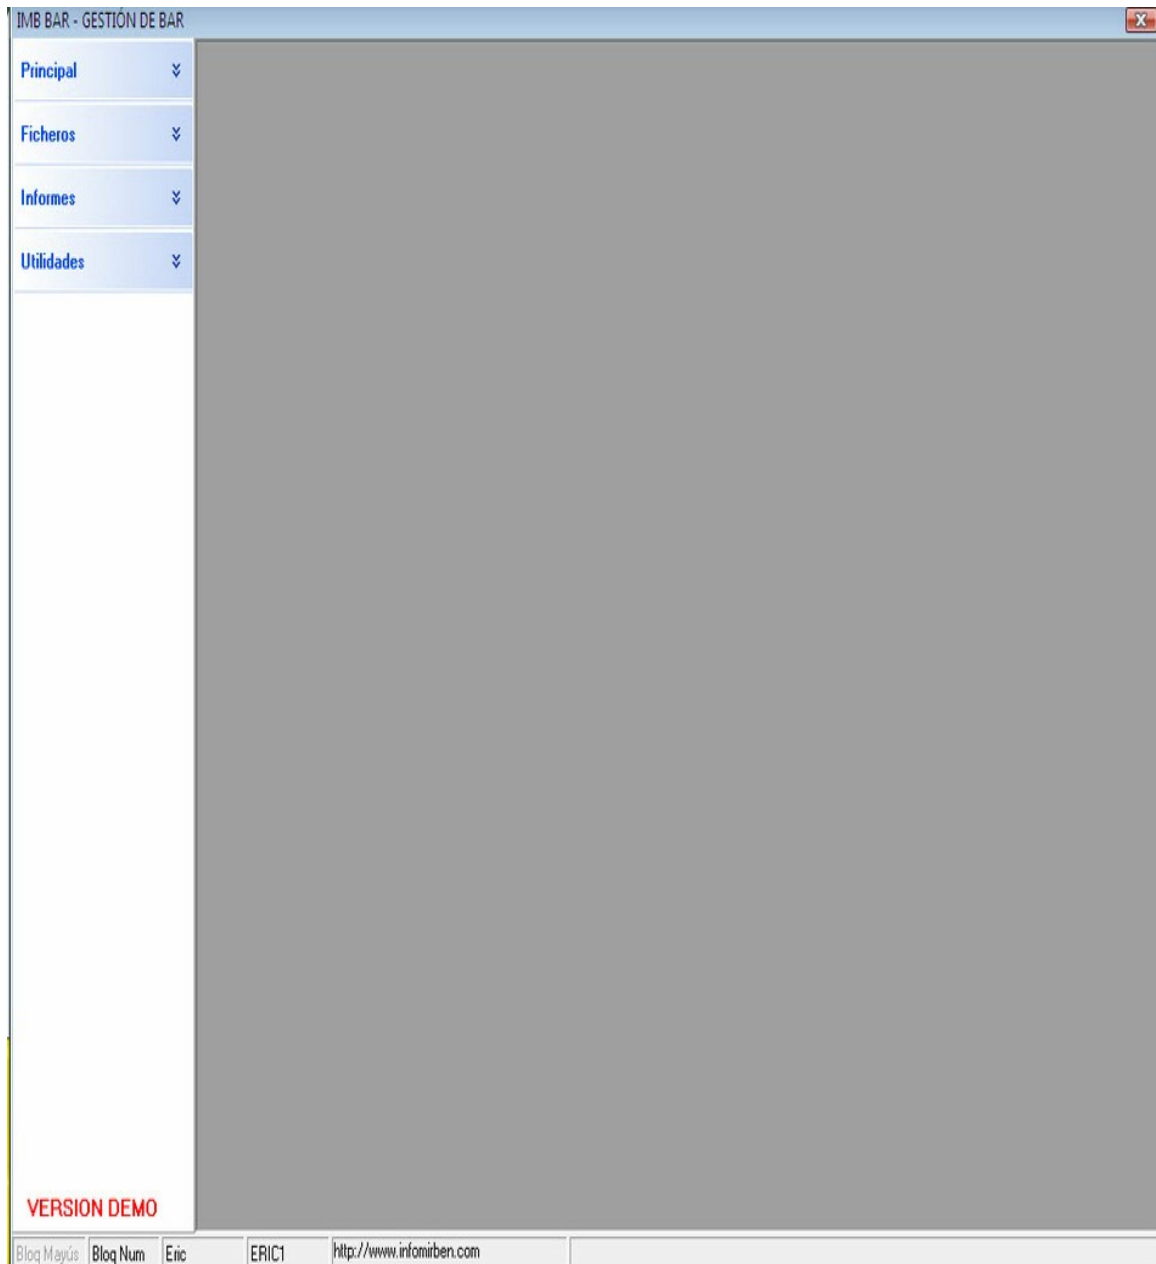 IMB BAR - GESTIÓN DE BAR
Principal
Ficheros
Informes
Utilidades
VERSION DEMO
Bloq Mayús Bloq Num Eric ERIC1 http://www.infomirben.com